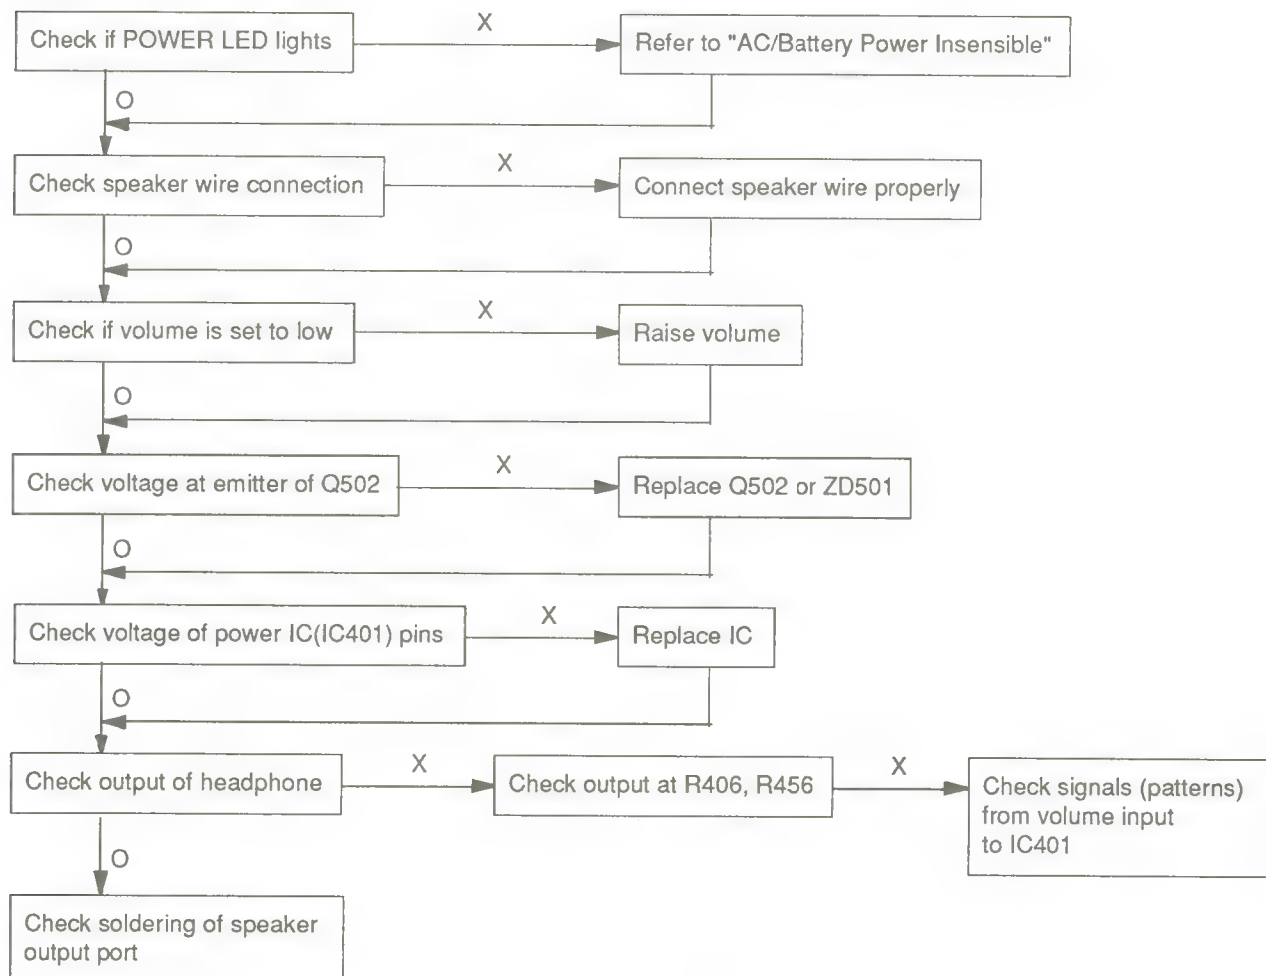 Check if POWER LED lights
X
Refer to "AC/Battery Power Insensible"
O
Check speaker wire connection
X
Connect speaker wire properly
O
Check if volume is set to low
X
Raise volume
O
Check voltage at emitter of Q502
X
Replace Q502 or ZD501
O
Check voltage of power IC(IC401) pins
X
Replace IC
O
Check output of headphone
X
Check output at R406, R456
X
Check signals (patterns)
from volume input
to IC401
O
Check soldering of speaker
output port